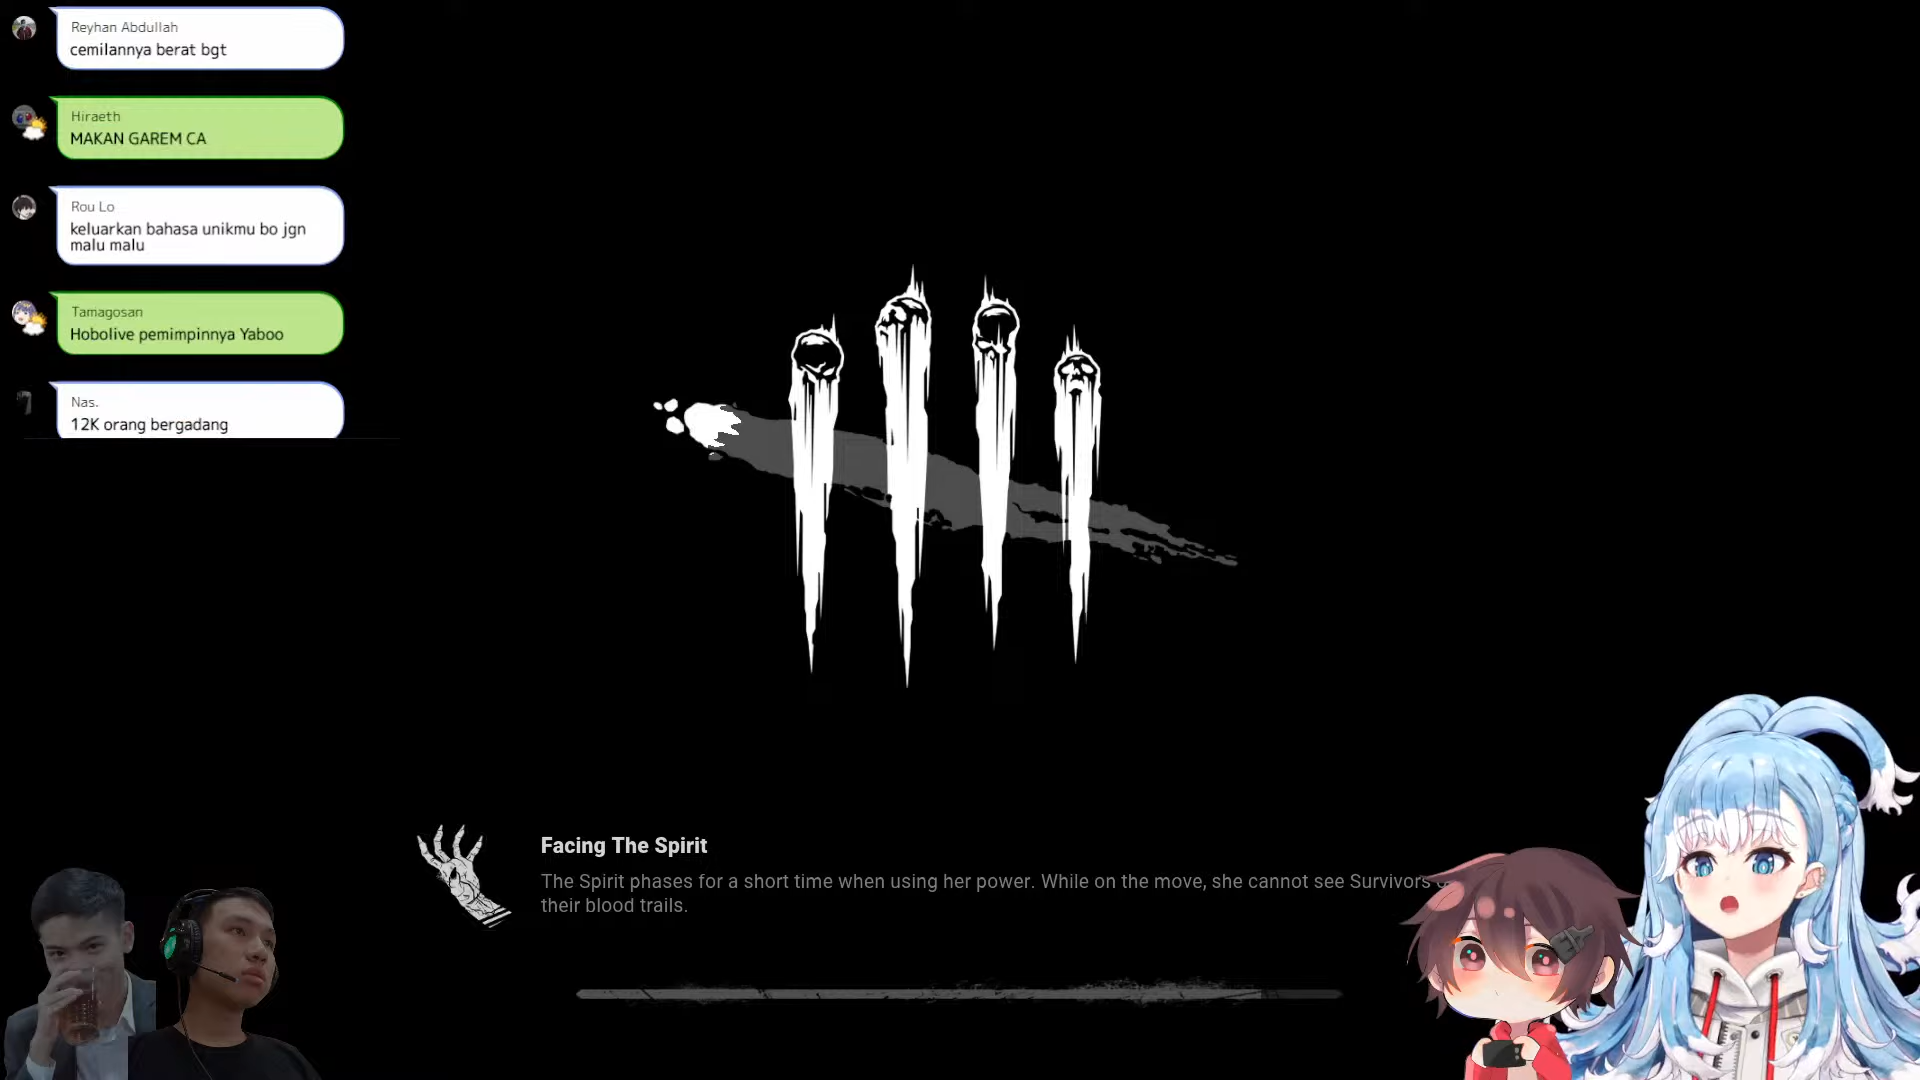 Reyhan Abdullah
cemilannya berat bgt
Hiraeth
MAKAN GAREM CA
Rou Lo
keluarkan bahasa unikmu bo jgn
malu malu
Tamagosan
Hobolive pemimpinnya Yaboo
Nas.
12K orang bergadang
Facing The Spirit
The Spirit phases for a short time when using her power. While on the move, she cannot see Survivors
their blood trails.